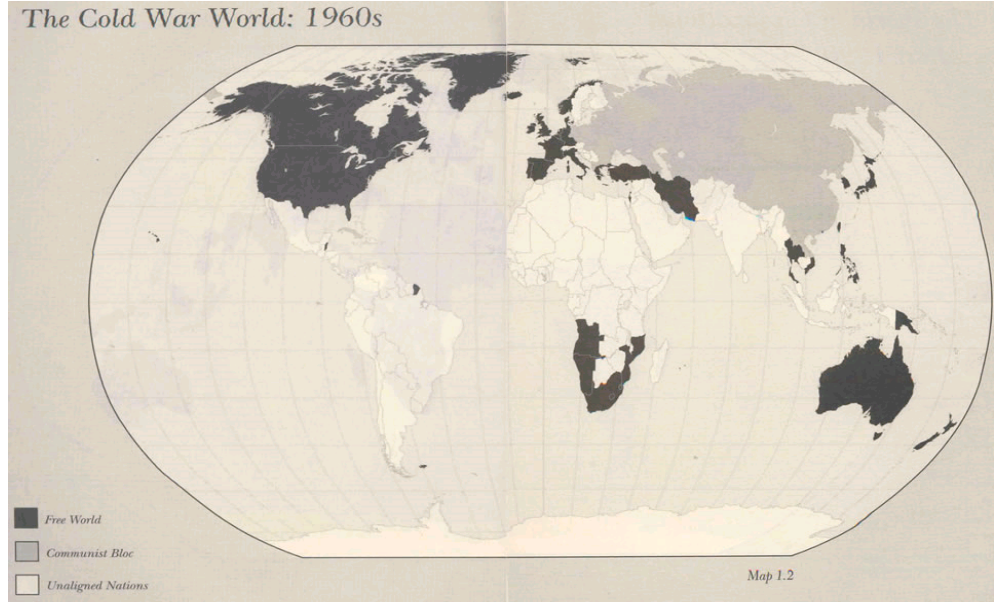 The Cold War World: 1960s
Free World
Communist Bloc
Unaligned Nations
Map 1.2